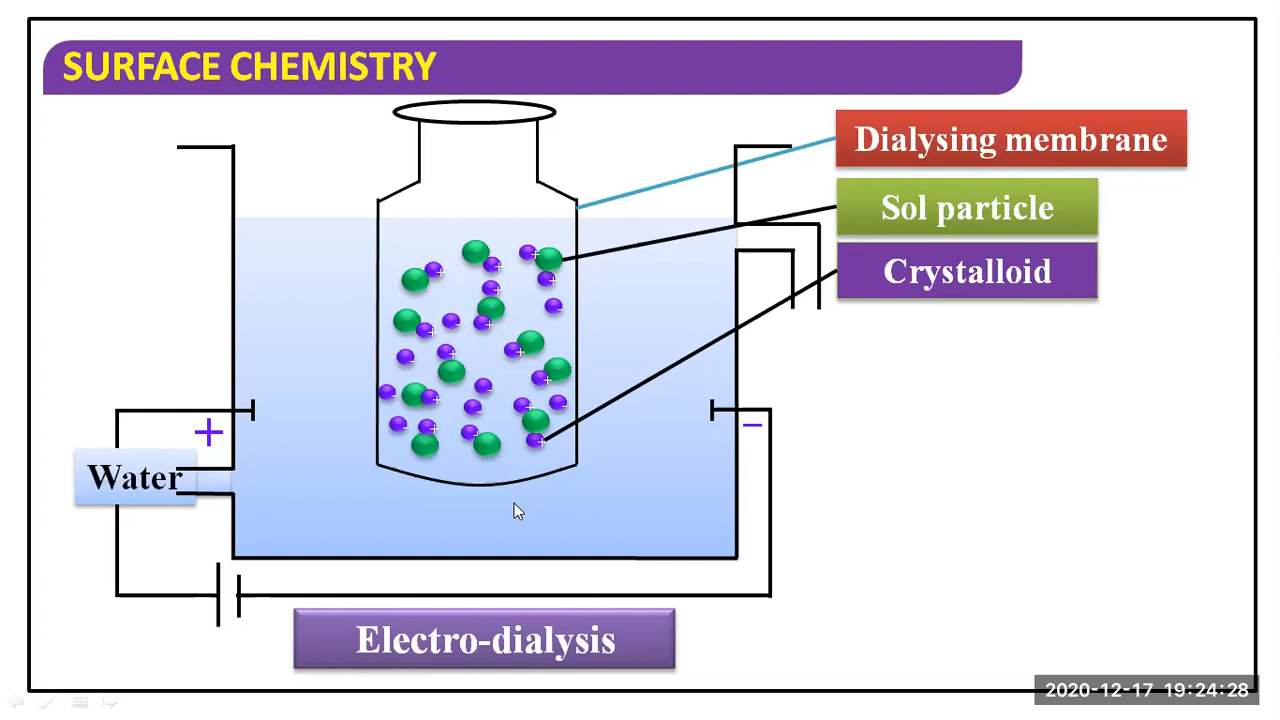 SURFACE CHEMISTRY
Dialysing membrane
Sol particle
Crystalloid
+
−
Water
Electro-dialysis
2020-12-17 19:24:28